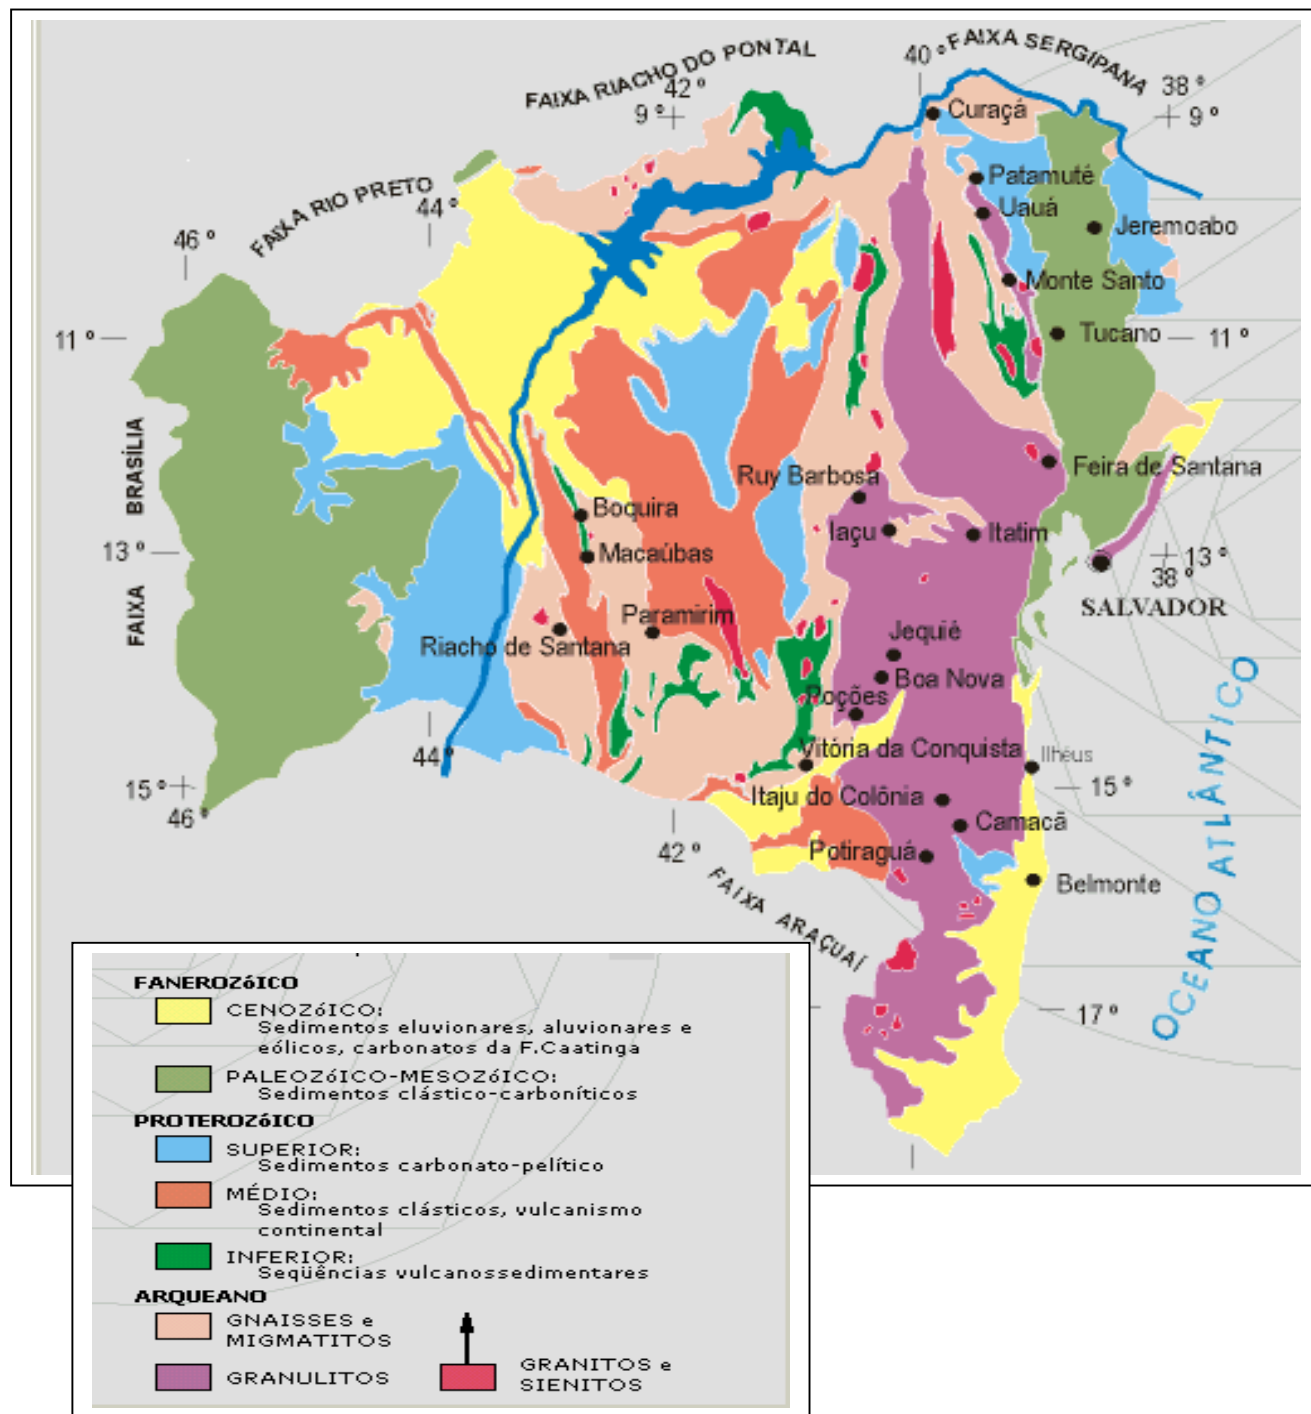 FAIXA RIACHO DO PONTAL
FAIXA SERGIPANA
40 º
42 º
38 º
9 º
9 º
Curaçá
FAIXA RIO PRETO
Patamuté
44º
Uauá
Jeremoabo
46 º
Monte Santo
11 º
Tucano
11 º
FAIXA BRASÍLIA
Ruy Barbosa
Feira de Santana
Boquira
Iaçu
Itatim
13 º
Macaúbas
13 º
38 º
SALVADOR
Paramirim
Jequié
Riacho de Santana
Boa Nova
Poções
44º
Vitória da Conquista
Ilhéus
15 º
46 º
Itaju do Colônia
15 º
Camacã
42 º
Potiraguá
Belmonte
FAIXA ARAÇUAÍ
OCEANO ATLÂNTICO
17 º
FANEROZóICO
CENOZóICO:
Sedimentos eluvionares, aluvionares e
eólicos, carbonatos da F.Caatinga
PALEOZóICO-MESOZóICO:
Sedimentos clástico-carboníticos
PROTEROZóICO
SUPERIOR:
Sedimentos carbonato-pelítico
MÉDIO:
Sedimentos clásticos, vulcanismo
continental
INFERIOR:
Seqüências vulcanossedimentares
ARQUEANO
GNAISSES e
MIGMATITOS
GRANULITOS
GRANITOS e
SIENITOS